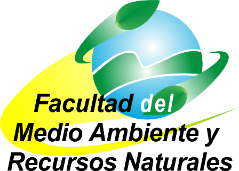 Facultad del
Medio Ambiente y
Recursos Naturales